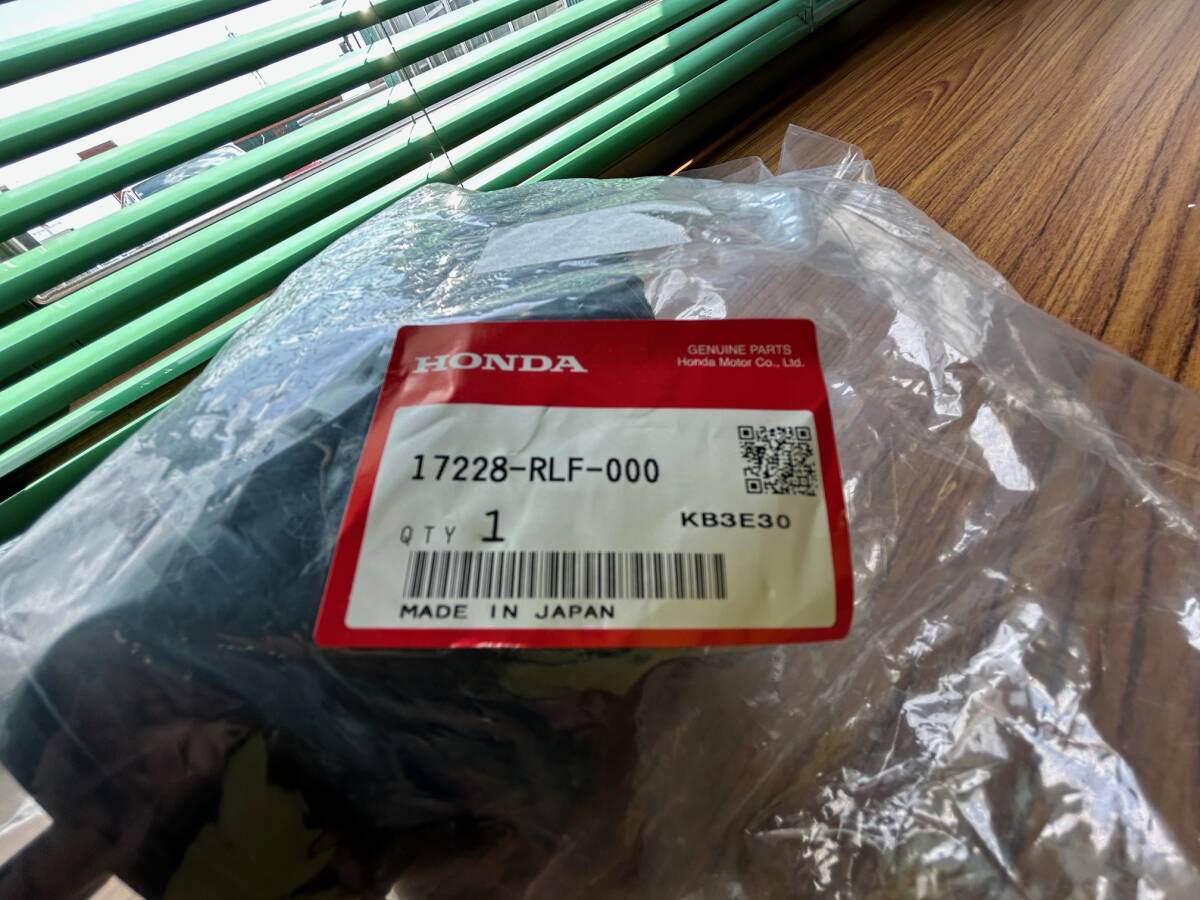 HONDA
GENUINE PARTS
Honda Motor Co., Ltd.
17228-RLF-000
QTY 1
KB3E30
MADE IN JAPAN